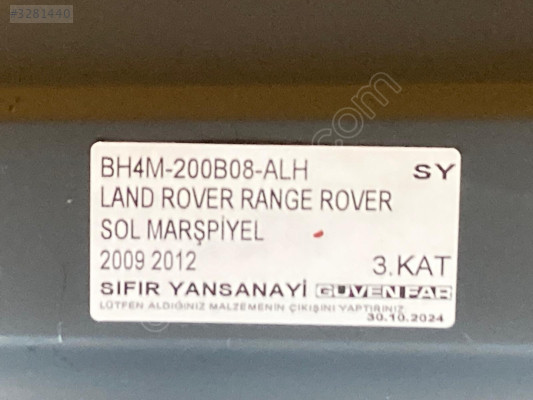 #3281440
BH4M-200B08-ALH SY
LAND ROVER RANGE ROVER
SOL MARŞPİYEL
2009 2012 3.KAT
SIFIR YANSANAYİ GÜVEN FAR
LÜTFEN ALDIĞINIZ MALZEMENİN ÇIKIŞINI YAPTIRINIZ
30.10.2024